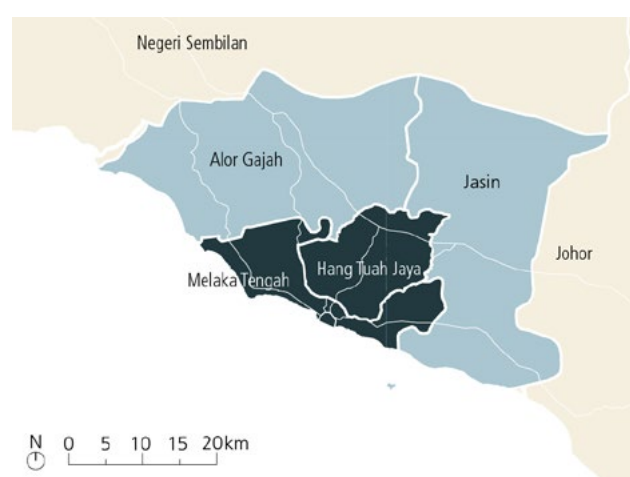 Negeri Sembilan
Alor Gajah
Jasin
Johor
Melaka Tengah
Hang Tuah Jaya
N 0 5 10 15 20km